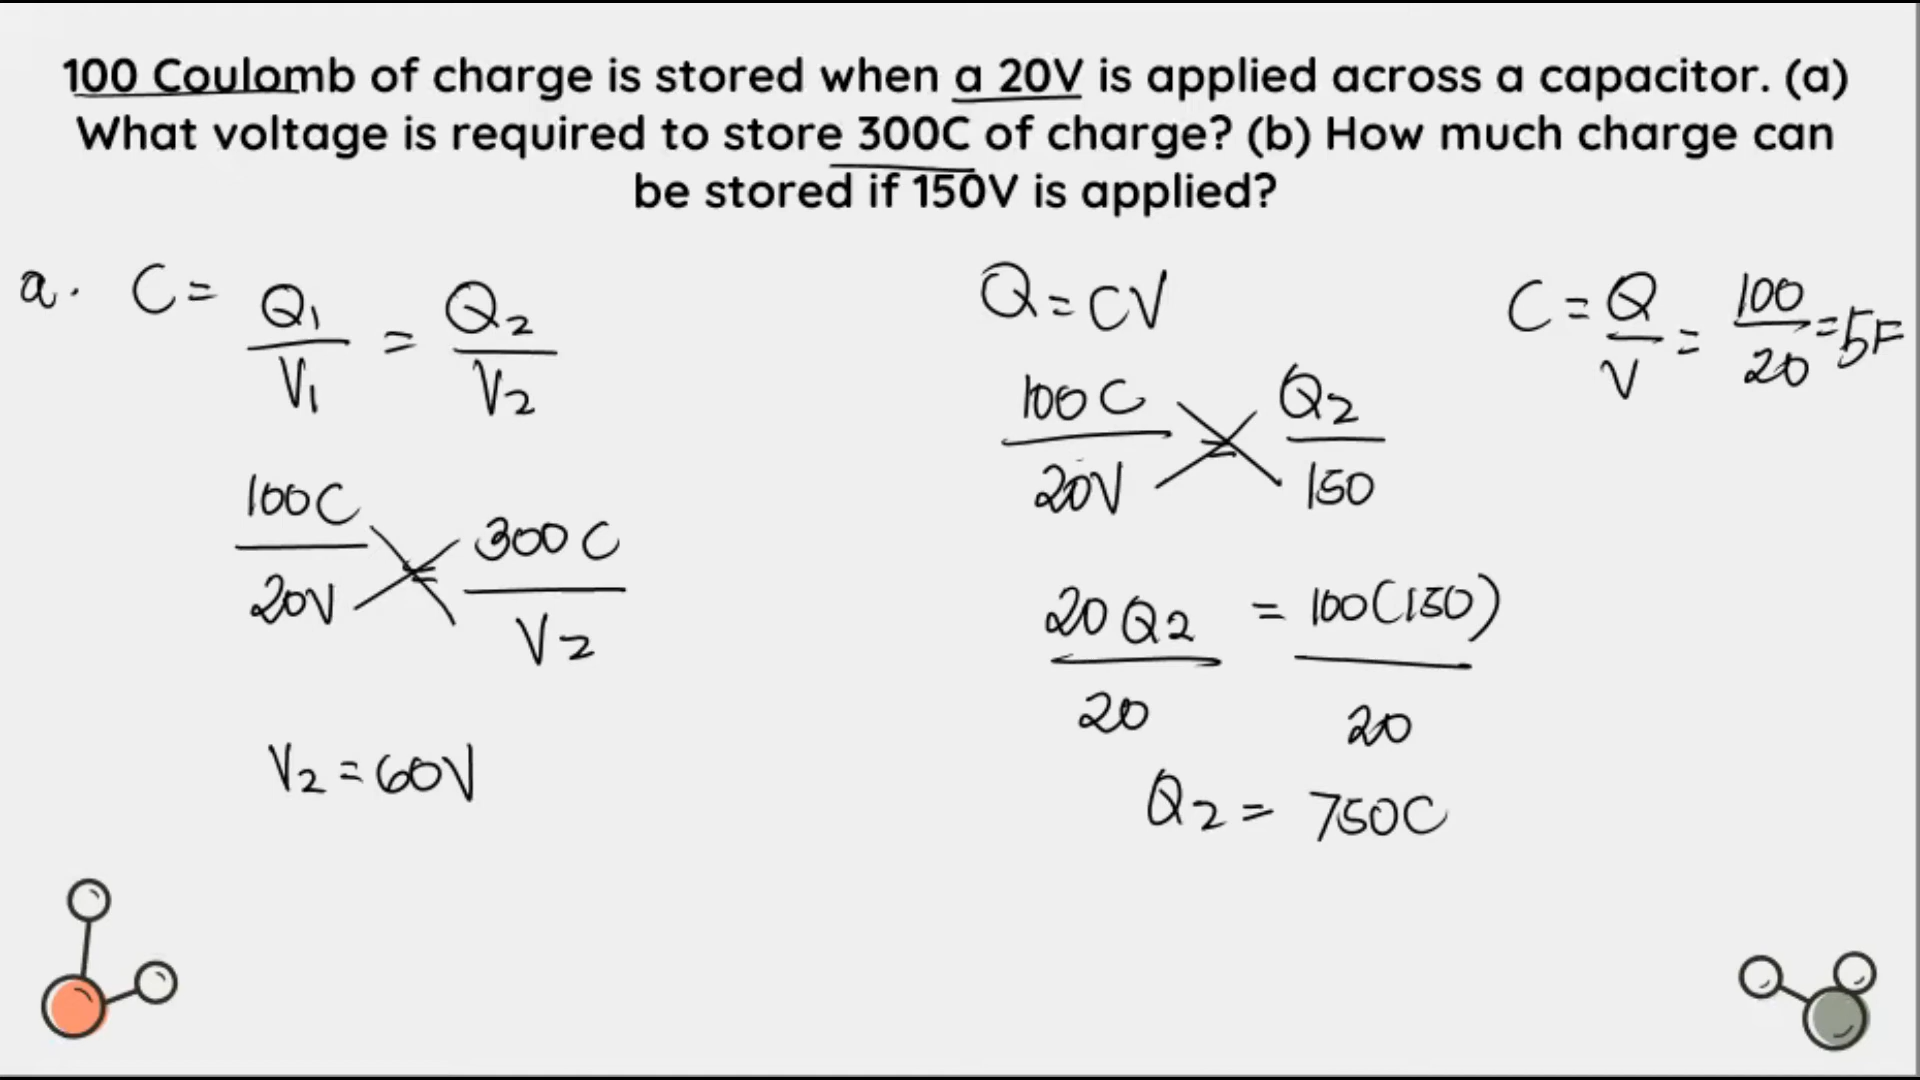 100 Coulomb of charge is stored when a 20V is applied across a capacitor. (a)
What voltage is required to store 300C of charge? (b) How much charge can
be stored if 150V is applied?
a. C = Q1/V1 = Q2/V2
100C/20V = 300C/V2
V2 = 60V
Q = CV
100C/20V = Q2/150
20Q2/20 = 100(150)/20
Q2 = 750C
C = Q/V = 100/20 = 5F